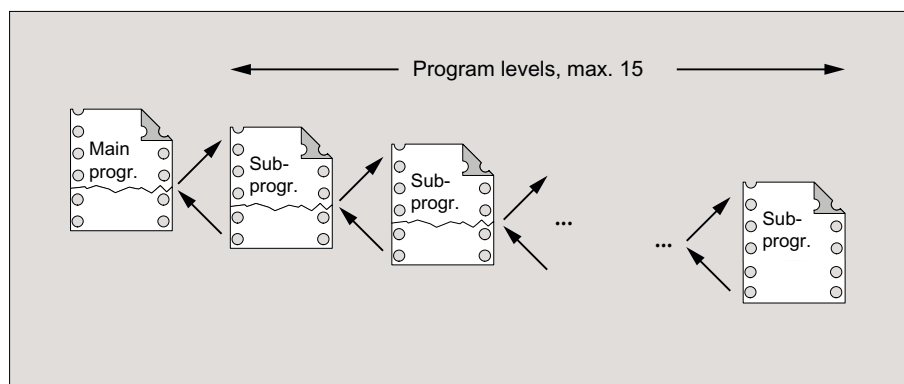 Program levels, max. 15
Main
progr.
Sub-
progr.
Sub-
progr.
...
...
Sub-
progr.